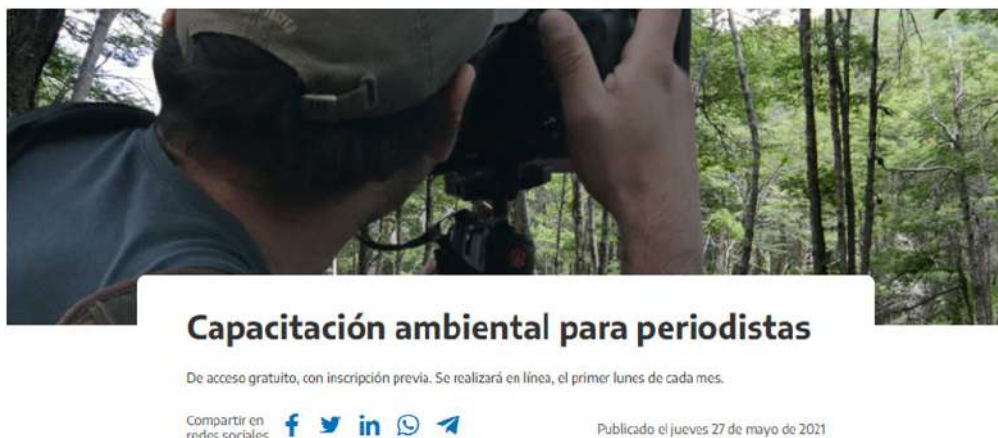 Capacitación ambiental para periodistas
De acceso gratuito, con inscripción previa. Se realizará en línea, el primer lunes de cada mes.
Compartir en
redes sociales
Publicado el jueves 27 de mayo de 2021